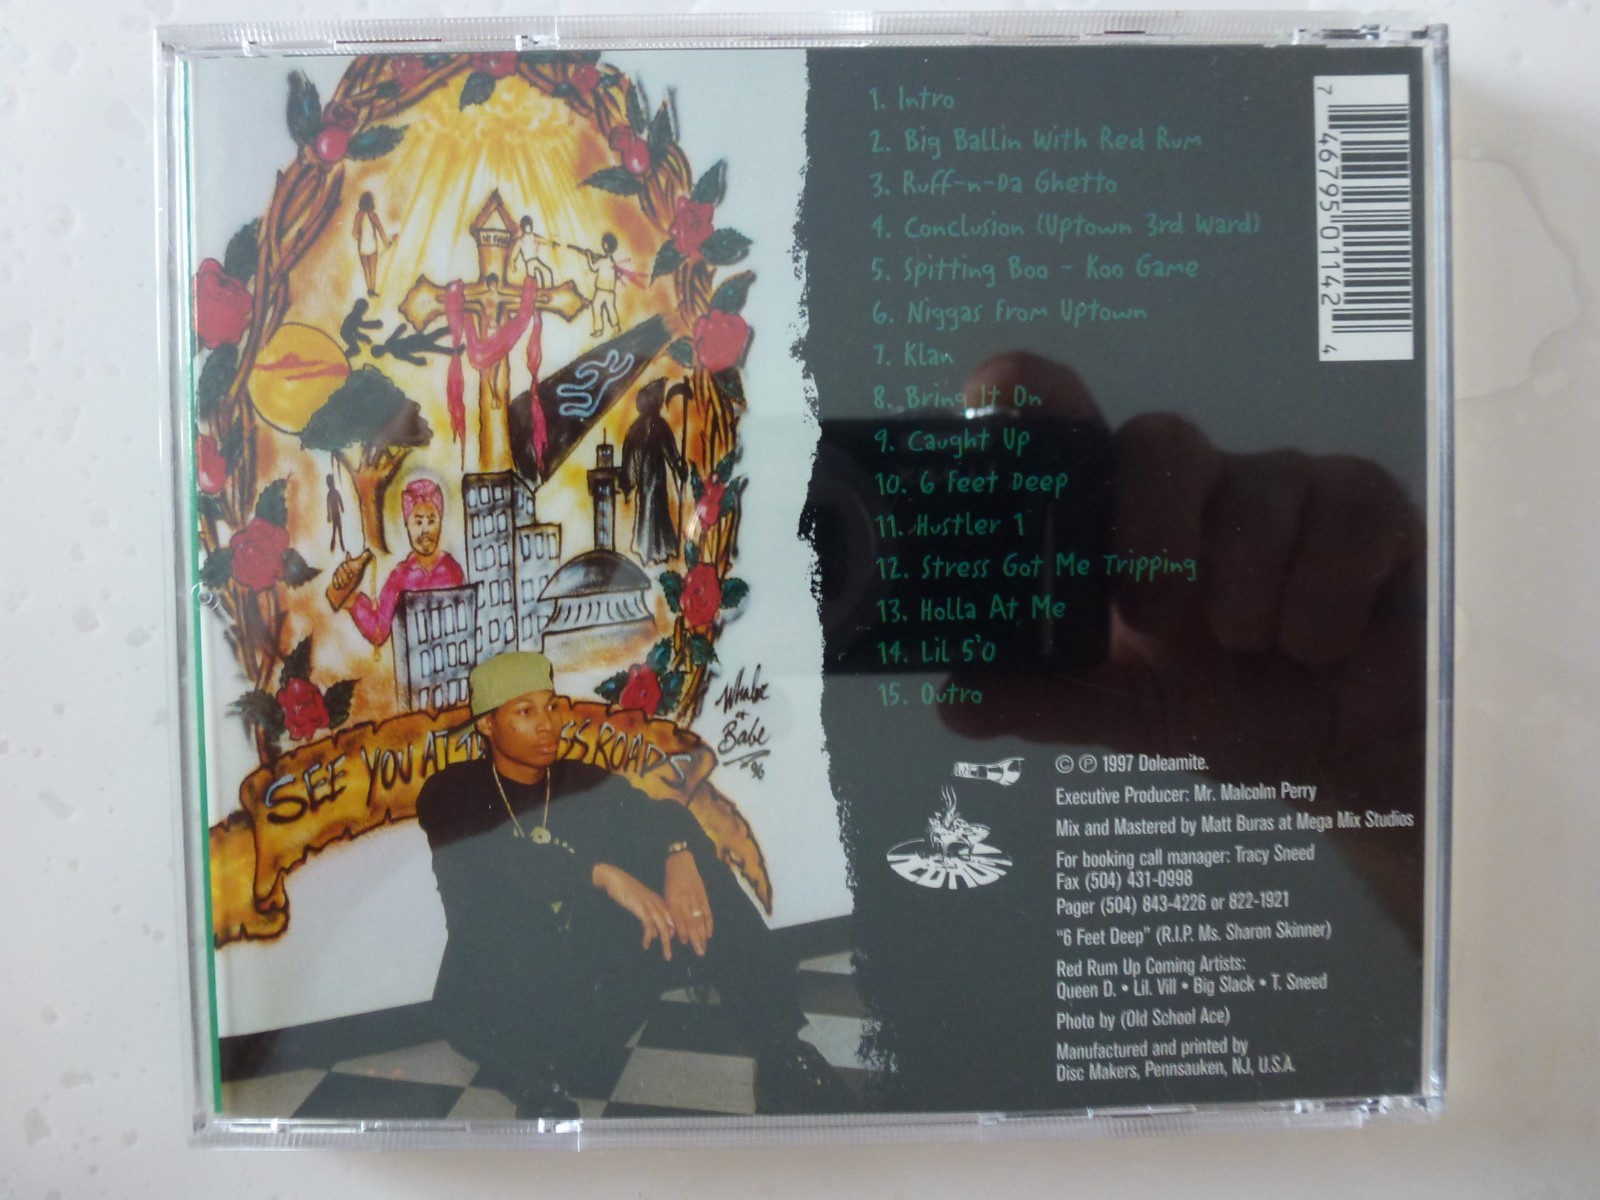 1. Intro
2. Big Ballin With Red Rum
3. Ruff-n-Da Ghetto
4. Conclusion (Uptown 3rd Ward)
5. Spitting Boo - Koo Game
6. Niggas From Uptown
7. Klan
8. Bring It On
9. Caught Up
10. 6 Feet Deep
11. Hustler 1
12. Stress Got Me Tripping
13. Holla At Me
14. Lil 5'0
15. Outro
7 46795 01142 4
SEE YOU AT SSROADS
Babe
96
© ℗ 1997 Doleamite.
Executive Producer: Mr. Malcolm Perry
Mix and Mastered by Matt Buras at Mega Mix Studios
For booking call manager: Tracy Sneed
Fax (504) 431-0998
Pager (504) 843-4226 or 822-1921
"6 Feet Deep" (R.I.P. Ms. Sharon Skinner)
Red Rum Up Coming Artists:
Queen D. • Lil. Vill • Big Slack • T. Sneed
Photo by (Old School Ace)
Manufactured and printed by
Disc Makers, Pennsauken, NJ, U.S.A.